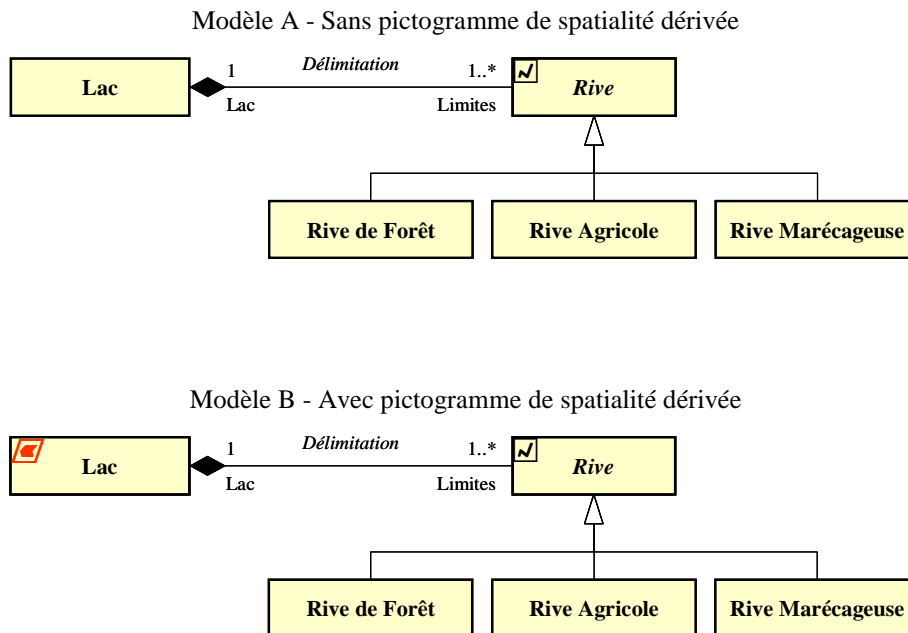 Modèle A - Sans pictogramme de spatialité dérivée
1 Délimitation 1..*
Lac Rive
Lac Limites
Rive de Forêt Rive Agricole Rive Marécageuse
Modèle B - Avec pictogramme de spatialité dérivée
1 Délimitation 1..*
Lac Rive
Lac Limites
Rive de Forêt Rive Agricole Rive Marécageuse